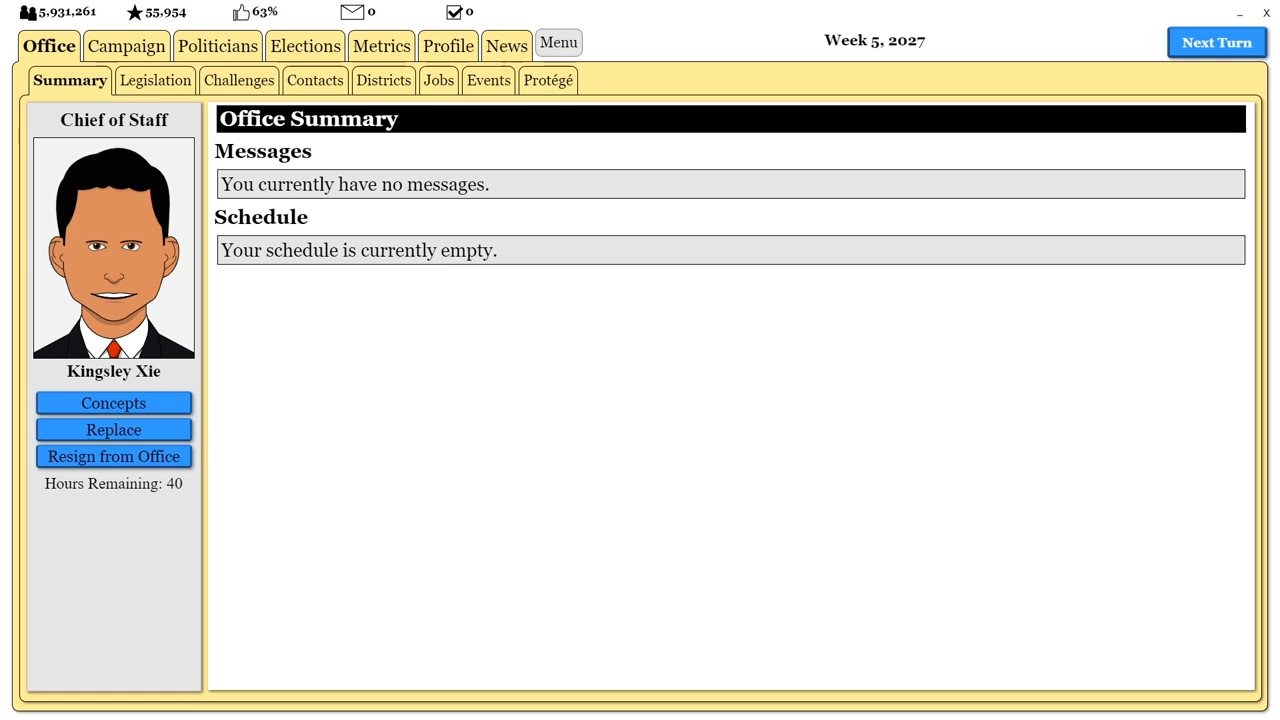 5,931,261 55,954 63% 0 0 _ X
Office Campaign Politicians Elections Metrics Profile News Menu Week 5, 2027 Next Turn
Summary Legislation Challenges Contacts Districts Jobs Events Protégé
Chief of Staff
Kingsley Xie
Concepts
Replace
Resign from Office
Hours Remaining: 40
Office Summary
Messages
You currently have no messages.
Schedule
Your schedule is currently empty.